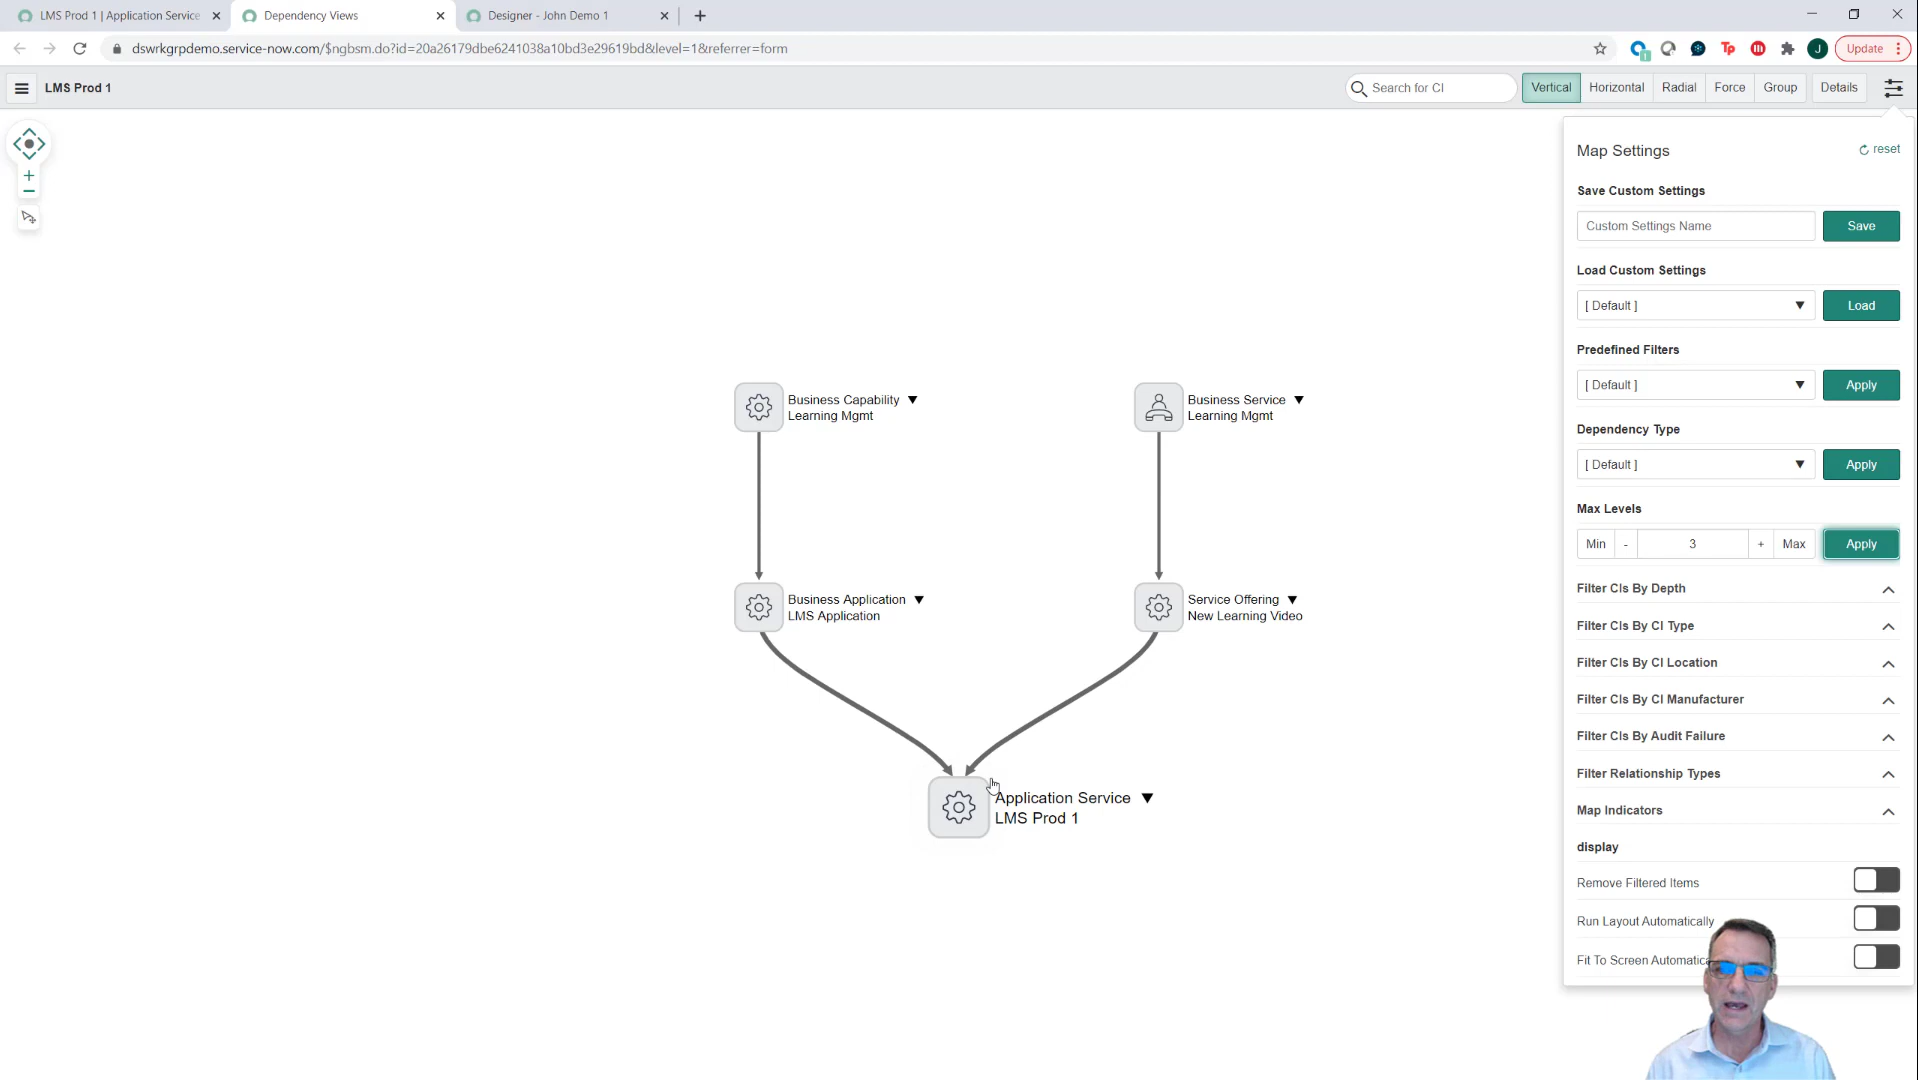 LMS Prod 1 | Application Service
Dependency Views
Designer - John Demo 1
dswrkgrpdemo.service-now.com/$ngbsm.do?id=20a26179dbe6241038a10bd3e29619bd&level=1&referrer=form
1
Tp
J
Update
LMS Prod 1
Search for CI
Vertical
Horizontal
Radial
Force
Group
Details
Map Settings
reset
Save Custom Settings
Custom Settings Name
Save
Load Custom Settings
[ Default ]
Load
Predefined Filters
[ Default ]
Apply
Dependency Type
[ Default ]
Apply
Max Levels
Min - 3 + Max
Apply
Filter CIs By Depth
Filter CIs By CI Type
Filter CIs By CI Location
Filter CIs By CI Manufacturer
Filter CIs By Audit Failure
Filter Relationship Types
Map Indicators
display
Remove Filtered Items
Run Layout Automatically
Fit To Screen Automatica
Business Capability
Learning Mgmt
Business Service
Learning Mgmt
Business Application
LMS Application
Service Offering
New Learning Video
Application Service
LMS Prod 1